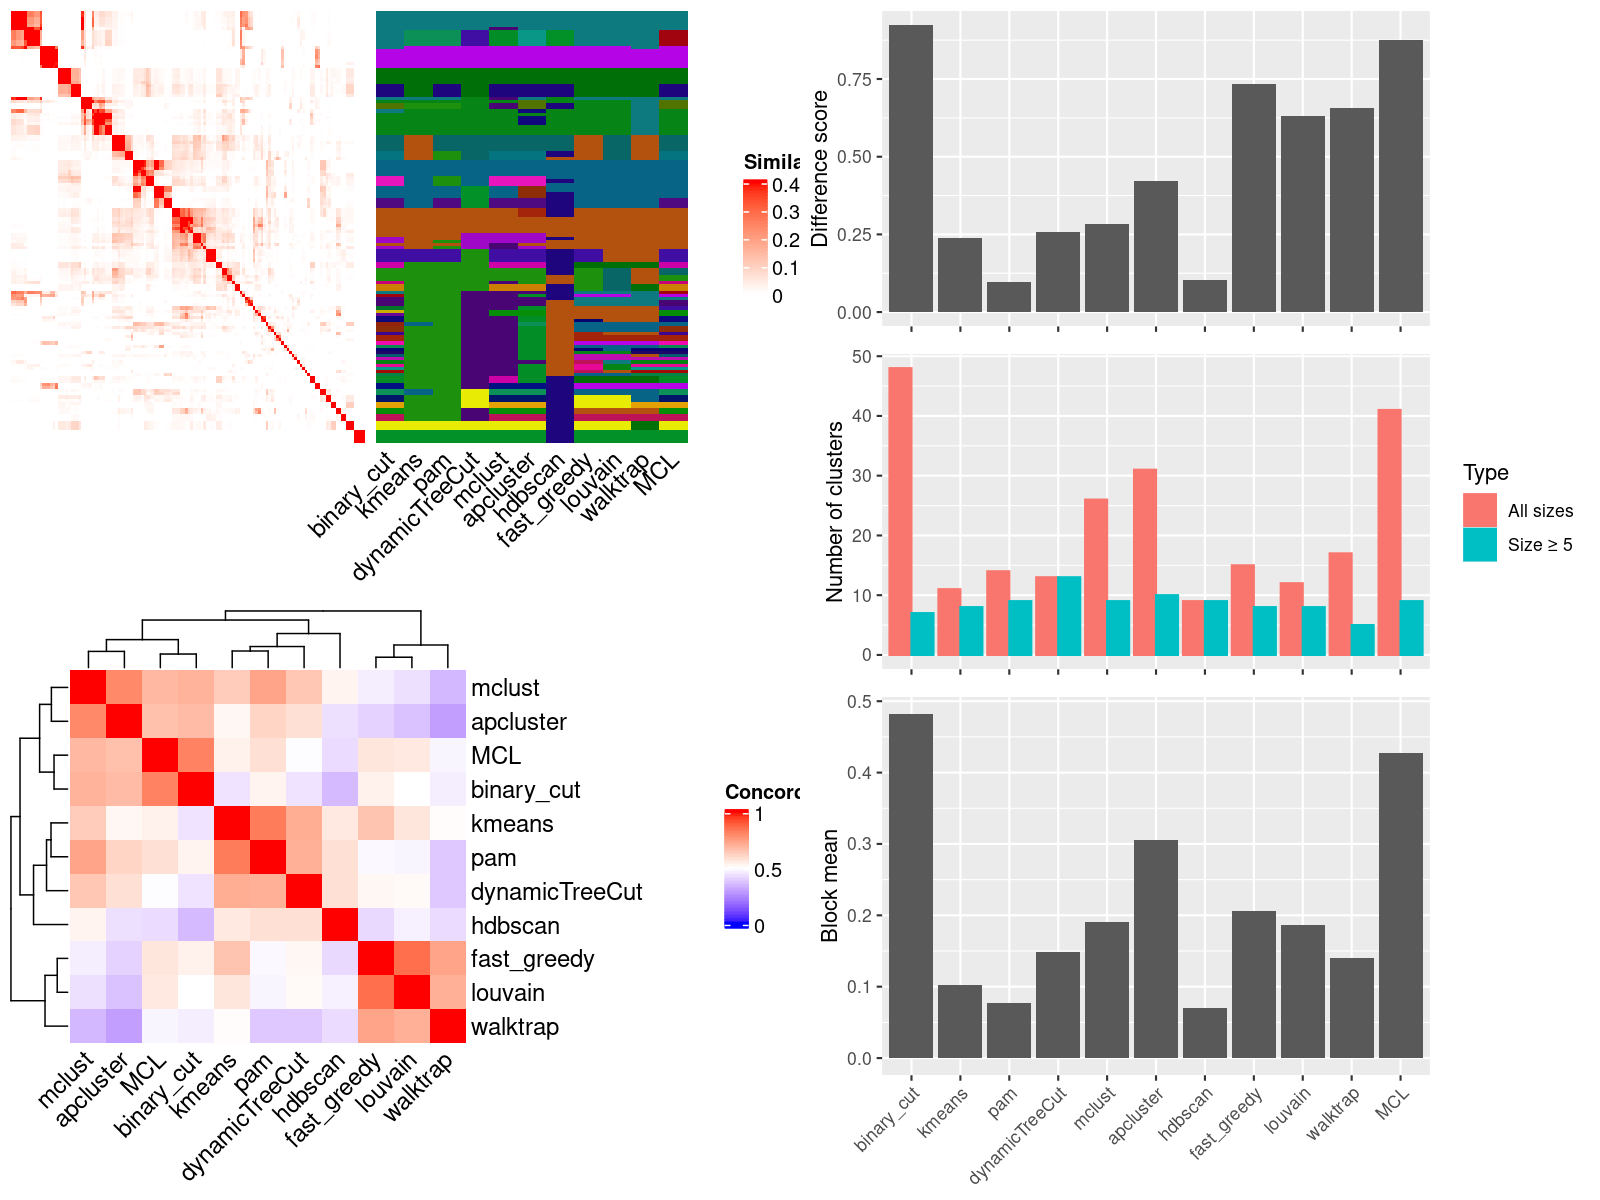 Simila
0.4
0.3
0.2
0.1
0
binary_cut
kmeans
pam
dynamicTreeCut
mclust
apcluster
hdbscan
fast_greedy
louvain
walktrap
MCL
mclust
apcluster
MCL
binary_cut
kmeans
pam
dynamicTreeCut
hdbscan
fast_greedy
louvain
walktrap
mclust
apcluster
MCL
binary_cut
kmeans
pam
dynamicTreeCut
hdbscan
fast_greedy
louvain
walktrap
Concord
1
0.5
0
Difference score
0.75
0.50
0.25
0.00
Number of clusters
50
40
30
20
10
0
Type
All sizes
Size ≥ 5
Block mean
0.5
0.4
0.3
0.2
0.1
0.0
binary_cut
kmeans
pam
dynamicTreeCut
mclust
apcluster
hdbscan
fast_greedy
louvain
walktrap
MCL